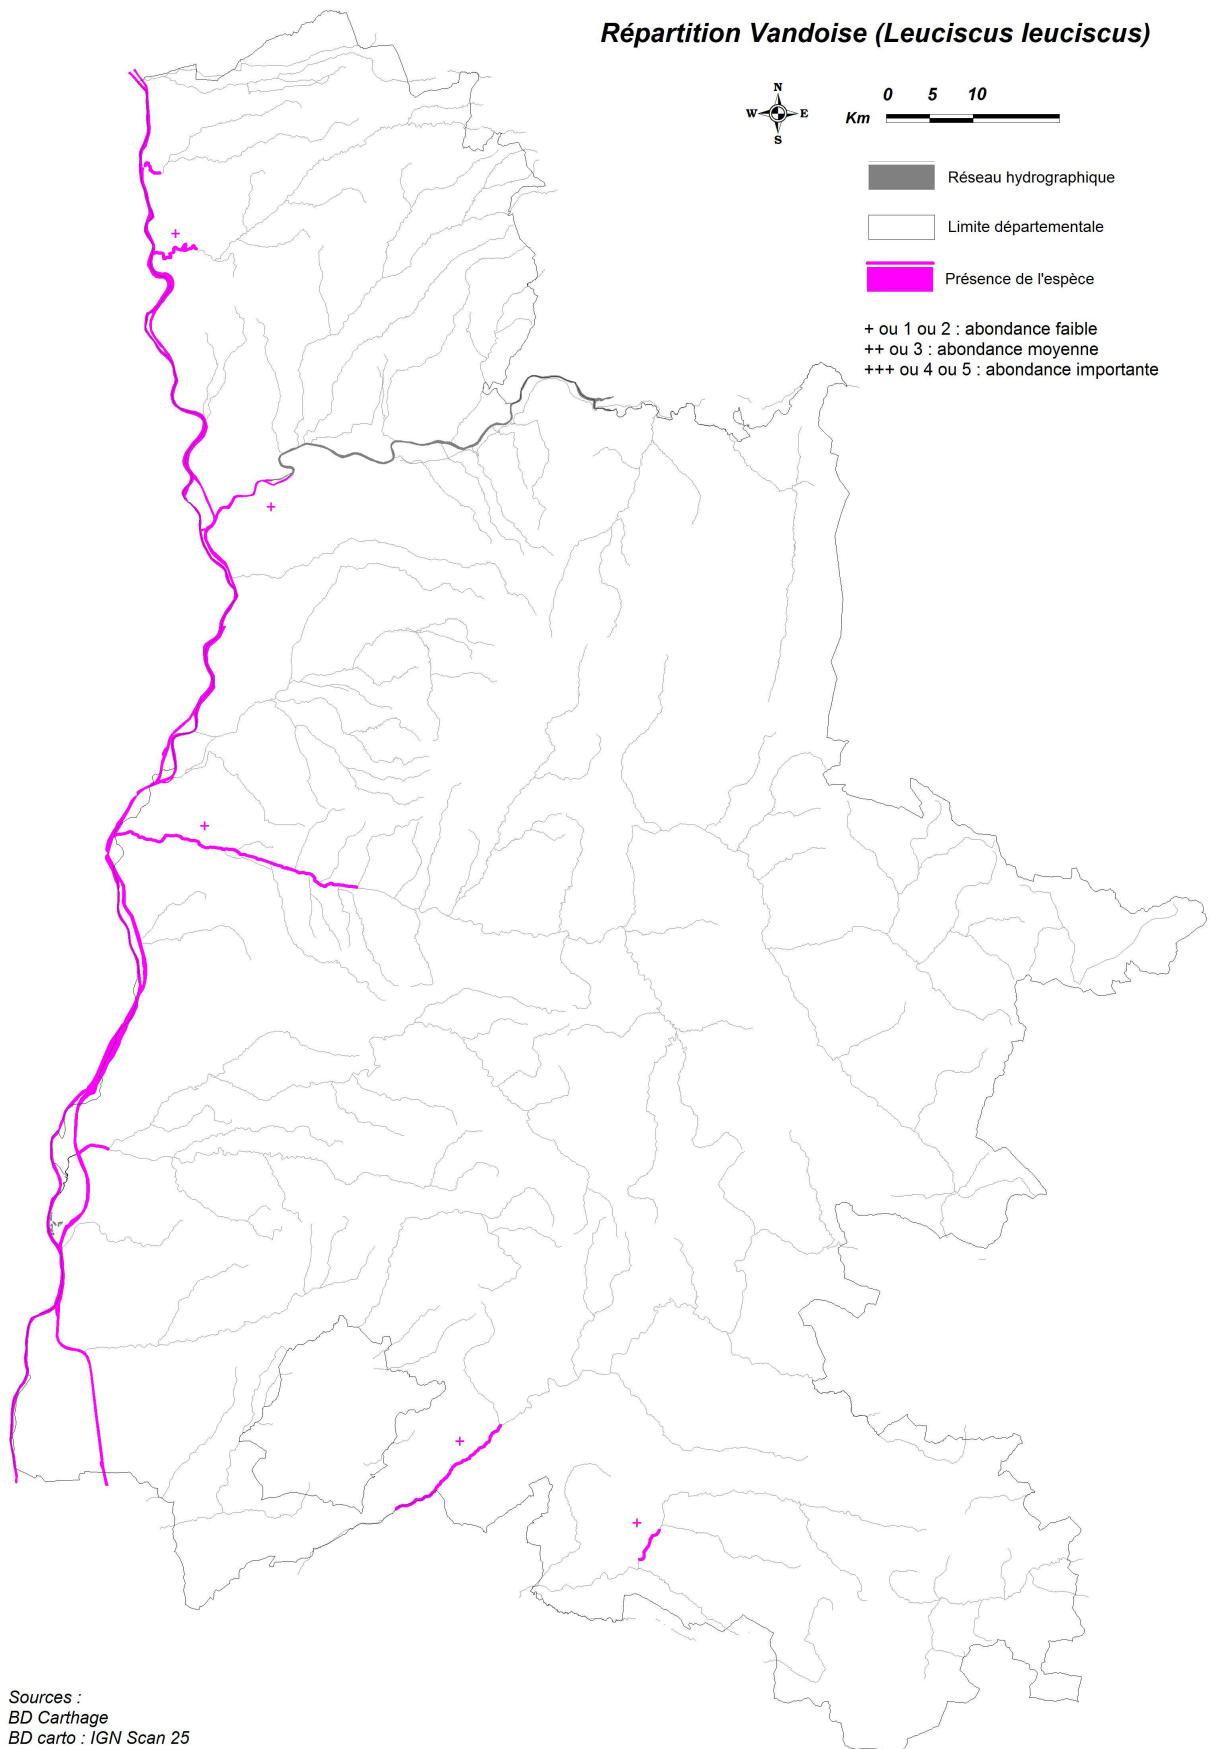 Répartition Vandoise (Leuciscus leuciscus)
N
W E
S
0 5 10
Km
Réseau hydrographique
Limite départementale
Présence de l'espèce
+ ou 1 ou 2 : abondance faible
++ ou 3 : abondance moyenne
+++ ou 4 ou 5 : abondance importante
+
+
+
+
+
Sources :
BD Carthage
BD carto : IGN Scan 25